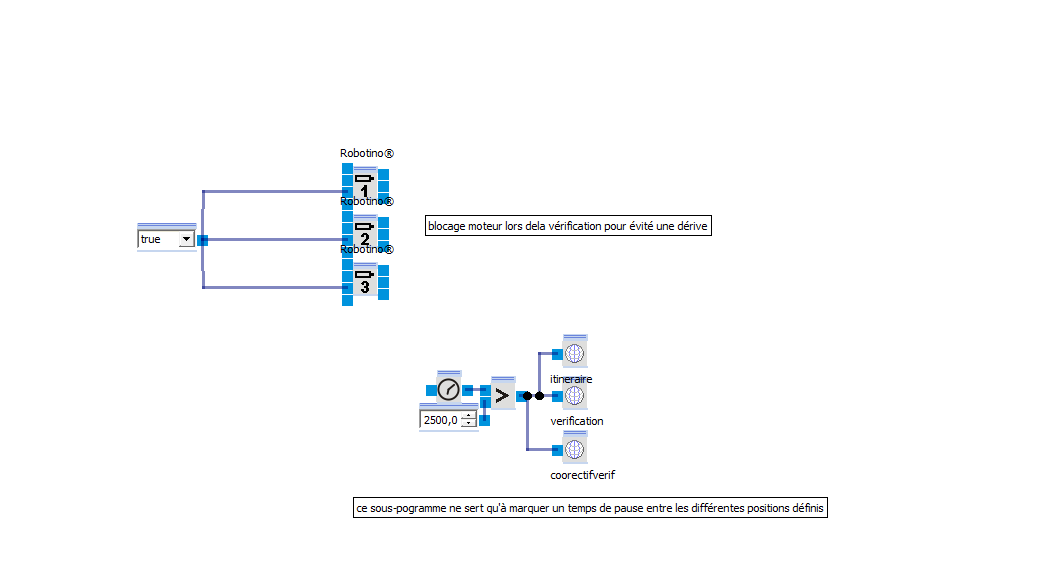 Robotino®
1
Robotino®
2
Robotino®
3
true
blocage moteur lors dela vérification pour évité une dérive
2500,0
>
itineraire
verification
coorectifverif
ce sous-pogramme ne sert qu'à marquer un temps de pause entre les différentes positions définis